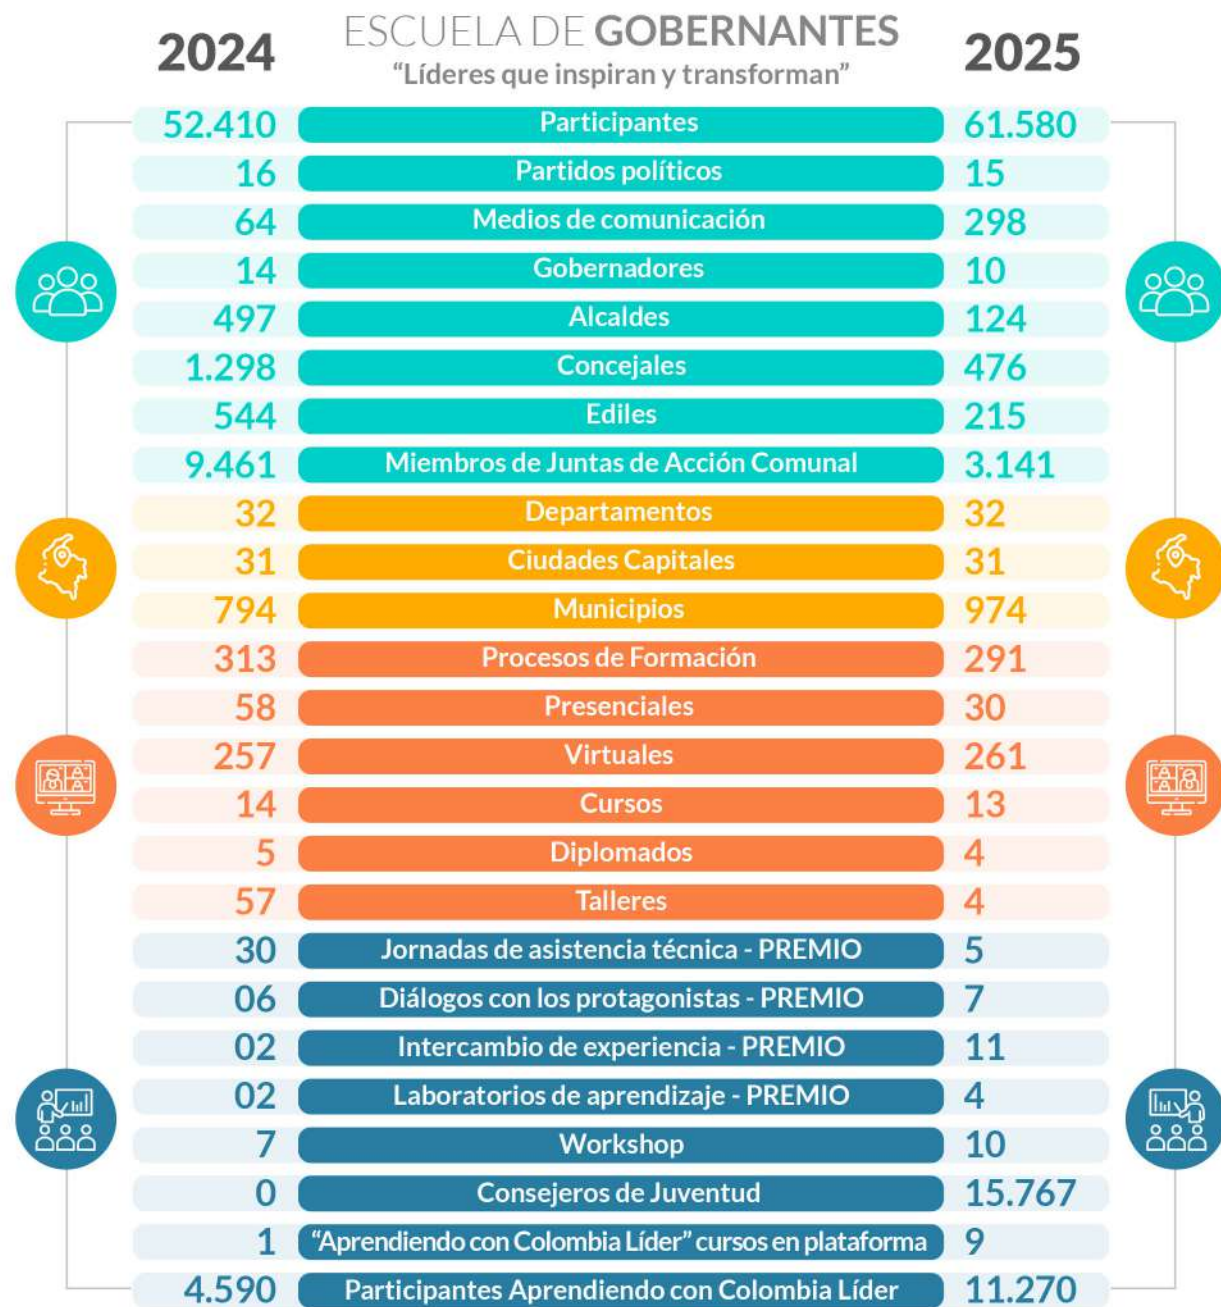 ESCUELA DE GOBERNANTES
2024 2025
“Líderes que inspiran y transforman”
52.410 Participantes 61.580
16 Partidos políticos 15
64 Medios de comunicación 298
14 Gobernadores 10
497 Alcaldes 124
1.298 Concejales 476
544 Ediles 215
9.461 Miembros de Juntas de Acción Comunal 3.141
32 Departamentos 32
31 Ciudades Capitales 31
794 Municipios 974
313 Procesos de Formación 291
58 Presenciales 30
257 Virtuales 261
14 Cursos 13
5 Diplomados 4
57 Talleres 4
30 Jornadas de asistencia técnica - PREMIO 5
06 Diálogos con los protagonistas - PREMIO 7
02 Intercambio de experiencia - PREMIO 11
02 Laboratorios de aprendizaje - PREMIO 4
7 Workshop 10
0 Consejeros de Juventud 15.767
1 “Aprendiendo con Colombia Líder” cursos en plataforma 9
4.590 Participantes Aprendiendo con Colombia Líder 11.270